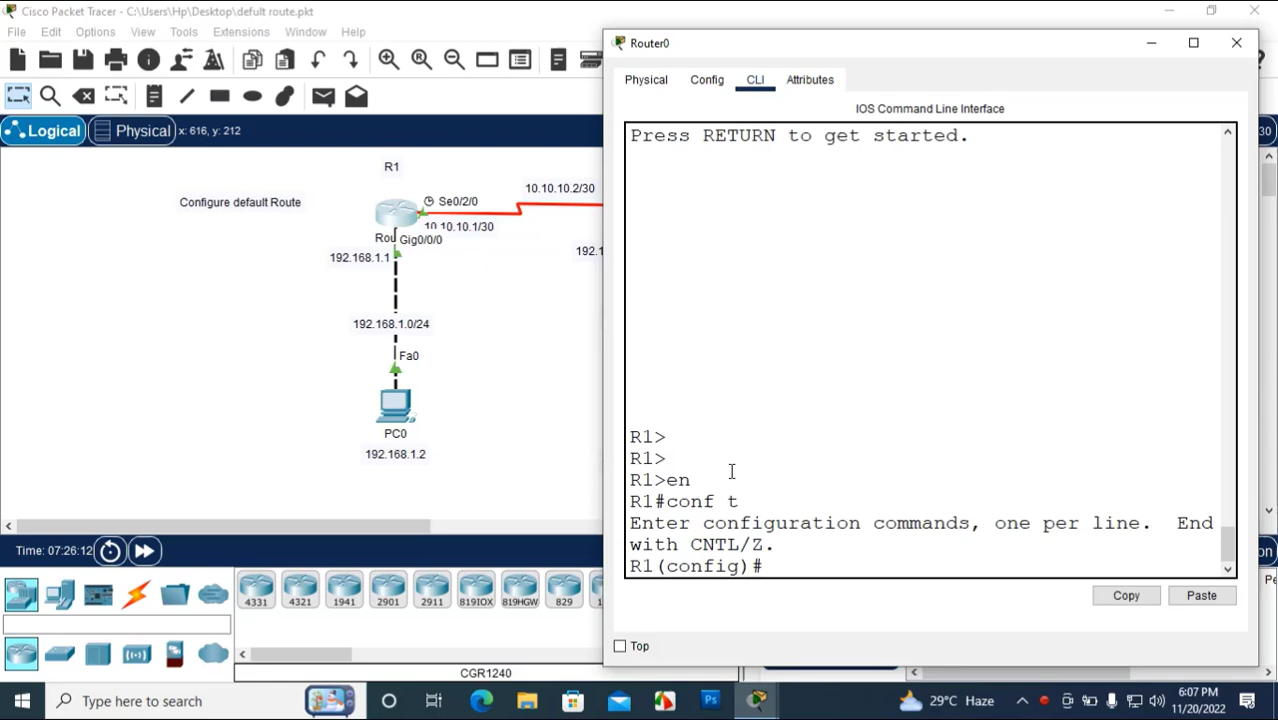 Cisco Packet Tracer - C:\Users\Hp\Desktop\defult route.pkt
File Edit Options View Tools Extensions Window Help
Logical Physical x: 616, y: 212
R1
Configure default Route
Se0/2/0
10.10.10.2/30
10.10.10.1/30
Gig0/0/0
192.168.1.1
192.1
192.168.1.0/24
Fa0
PC0
192.168.1.2
Time: 07:26:12
4331 4321 1941 2901 2911 819IOX 819HGW 829
CGR1240
Router0
Physical Config CLI Attributes
IOS Command Line Interface
Press RETURN to get started.
R1>
R1>
R1>en
R1#conf t
Enter configuration commands, one per line. End
with CNTL/Z.
R1(config)#
Copy Paste
Top
Type here to search
Ps
29°C Haze
6:07 PM
11/20/2022